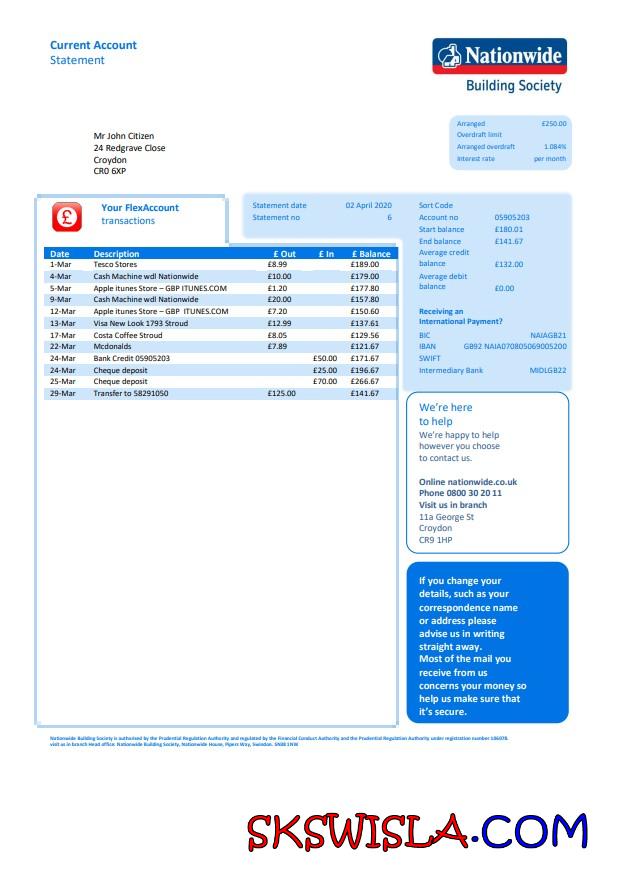 Current Account
Statement
Nationwide
Building Society
Arranged £250.00
Overdraft limit
Arranged overdraft 1.084%
Interest rate per month
Mr John Citizen
24 Redgrave Close
Croydon
CR0 6XP
Your FlexAccount
transactions
Statement date 02 April 2020
Statement no 6
Sort Code
Account no 05905203
Start balance £180.01
End balance £141.67
Average credit
balance £132.00
Average debit
balance £0.00
Receiving an
International Payment?
BIC NAIAGB21
IBAN GB92 NAIA070805069005200
SWIFT
Intermediary Bank MIDLGB22
Date Description £ Out £ In £ Balance
1-Mar Tesco Stores £8.99 £189.00
4-Mar Cash Machine wdl Nationwide £10.00 £179.00
5-Mar Apple itunes Store – GBP ITUNES.COM £1.20 £177.80
9-Mar Cash Machine wdl Nationwide £20.00 £157.80
12-Mar Apple itunes Store – GBP ITUNES.COM £7.20 £150.60
13-Mar Visa New Look 1793 Stroud £12.99 £137.61
17-Mar Costa Coffee Stroud £8.05 £129.56
22-Mar Mcdonalds £7.89 £121.67
24-Mar Bank Credit 05905203 £50.00 £171.67
24-Mar Cheque deposit £25.00 £196.67
25-Mar Cheque deposit £70.00 £266.67
29-Mar Transfer to 58291050 £125.00 £141.67
We're here
to help
We're happy to help
however you choose
to contact us.
Online nationwide.co.uk
Phone 0800 30 20 11
Visit us in branch
11a George St
Croydon
CR9 1HP
If you change your
details, such as your
correspondence name
or address please
advise us in writing
straight away.
Most of the mail you
receive from us
concerns your money so
help us make sure that
it's secure.
Nationwide Building Society is authorised by the Prudential Regulation Authority and regulated by the Financial Conduct Authority and the Prudential Regulation Authority under registration number 106078.
visit us in branch Head office: Nationwide Building Society, Nationwide House, Pipers Way, Swindon. SN38 1NW
SKSWISLA.COM